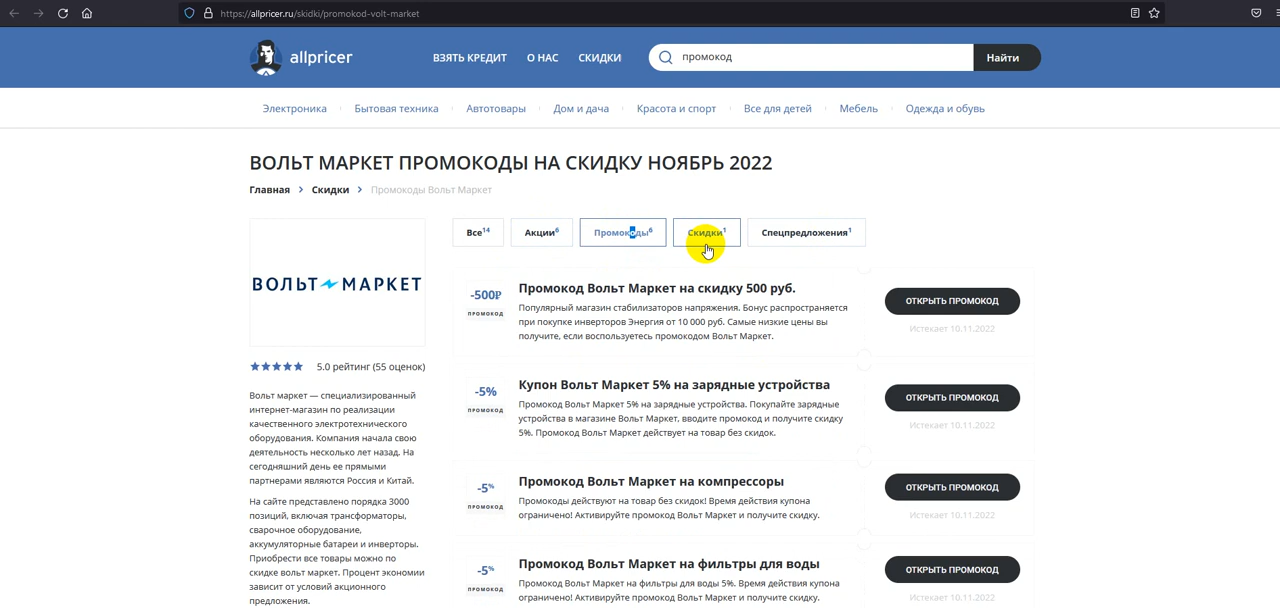 https://allpricer.ru/skidki/promokod-volt-market
allpricer
ВЗЯТЬ КРЕДИТ О НАС СКИДКИ
промокод
Найти
Электроника Бытовая техника Автотовары Дом и дача Красота и спорт Все для детей Мебель Одежда и обувь
ВОЛЬТ МАРКЕТ ПРОМОКОДЫ НА СКИДКУ НОЯБРЬ 2022
Главная Скидки Промокоды Вольт Маркет
Все14 Акции6 Промокоды6 Скидки1 Спецпредложения1
ВОЛЬТ МАРКЕТ
5.0 рейтинг (55 оценок)
Вольт маркет — специализированный
интернет-магазин по реализации
качественного электротехнического
оборудования. Компания начала свою
деятельность несколько лет назад. На
сегодняшний день ее прямыми
партнерами являются Россия и Китай.
На сайте представлено порядка 3000
позиций, включая трансформаторы,
сварочное оборудование,
аккумуляторные батареи и инверторы.
Приобрести все товары можно по
скидке вольт маркет. Процент экономии
зависит от условий акционного
предложения.
-500₽
ПРОМОКОД
Промокод Вольт Маркет на скидку 500 руб.
Популярный магазин стабилизаторов напряжения. Бонус распространяется
при покупке инверторов Энергия от 10 000 руб. Самые низкие цены вы
получите, если воспользуетесь промокодом Вольт Маркет.
ОТКРЫТЬ ПРОМОКОД
Истекает 10.11.2022
-5%
ПРОМОКОД
Купон Вольт Маркет 5% на зарядные устройства
Промокод Вольт Маркет 5% на зарядные устройства. Покупайте зарядные
устройства в магазине Вольт Маркет, вводите промокод и получите скидку
5%. Промокод Вольт Маркет действует на товар без скидок.
ОТКРЫТЬ ПРОМОКОД
Истекает 10.11.2022
-5%
ПРОМОКОД
Промокод Вольт Маркет на компрессоры
Промокоды действуют на товар без скидок! Время действия купона
ограничено! Активируйте промокод Вольт Маркет и получите скидку.
ОТКРЫТЬ ПРОМОКОД
Истекает 10.11.2022
-5%
ПРОМОКОД
Промокод Вольт Маркет на фильтры для воды
Промокод Вольт Маркет на фильтры для воды 5%. Время действия купона
ограничено! Активируйте промокод Вольт Маркет и получите скидку.
ОТКРЫТЬ ПРОМОКОД
Истекает 10.11.2022